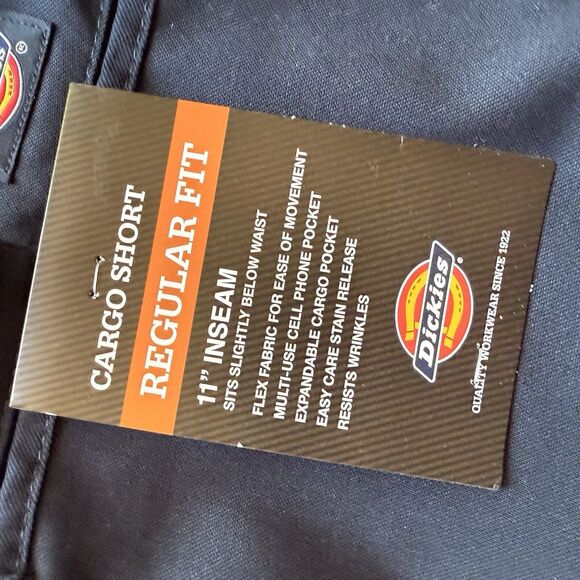 CARGO SHORT
REGULAR FIT
11" INSEAM
SITS SLIGHTLY BELOW WAIST
FLEX FABRIC FOR EASE OF MOVEMENT
MULTI-USE CELL PHONE POCKET
EXPANDABLE CARGO POCKET
EASY CARE STAIN RELEASE
RESISTS WRINKLES
Dickies®
QUALITY WORKWEAR SINCE 1922
kies®